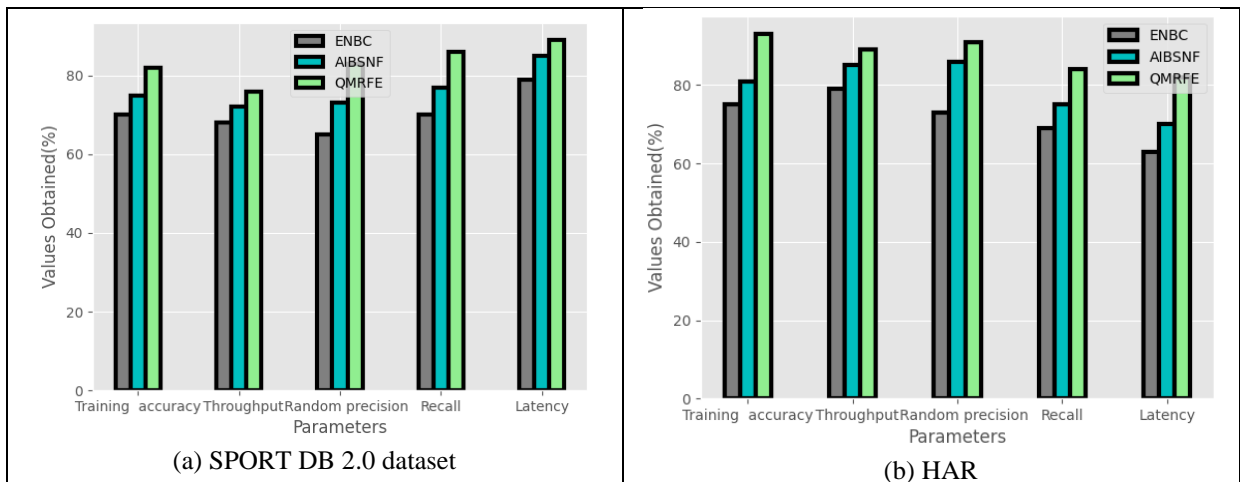 ENBC
AIBSNF
QMRFE
Values Obtained(%)
80
60
40
20
0
Training accuracy Throughput Random precision Recall Latency
Parameters
(a) SPORT DB 2.0 dataset
ENBC
AIBSNF
QMRFE
Values Obtained(%)
80
60
40
20
0
Training accuracy Throughput Random precision Recall Latency
Parameters
(b) HAR